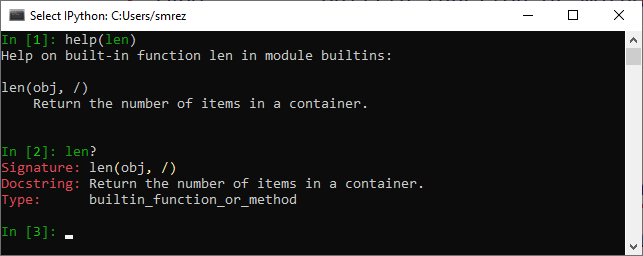 Select IPython: C:Users/smrez
In [1]: help(len)
Help on built-in function len in module builtins:
len(obj, /)
    Return the number of items in a container.
In [2]: len?
Signature: len(obj, /)
Docstring: Return the number of items in a container.
Type:      builtin_function_or_method
In [3]: